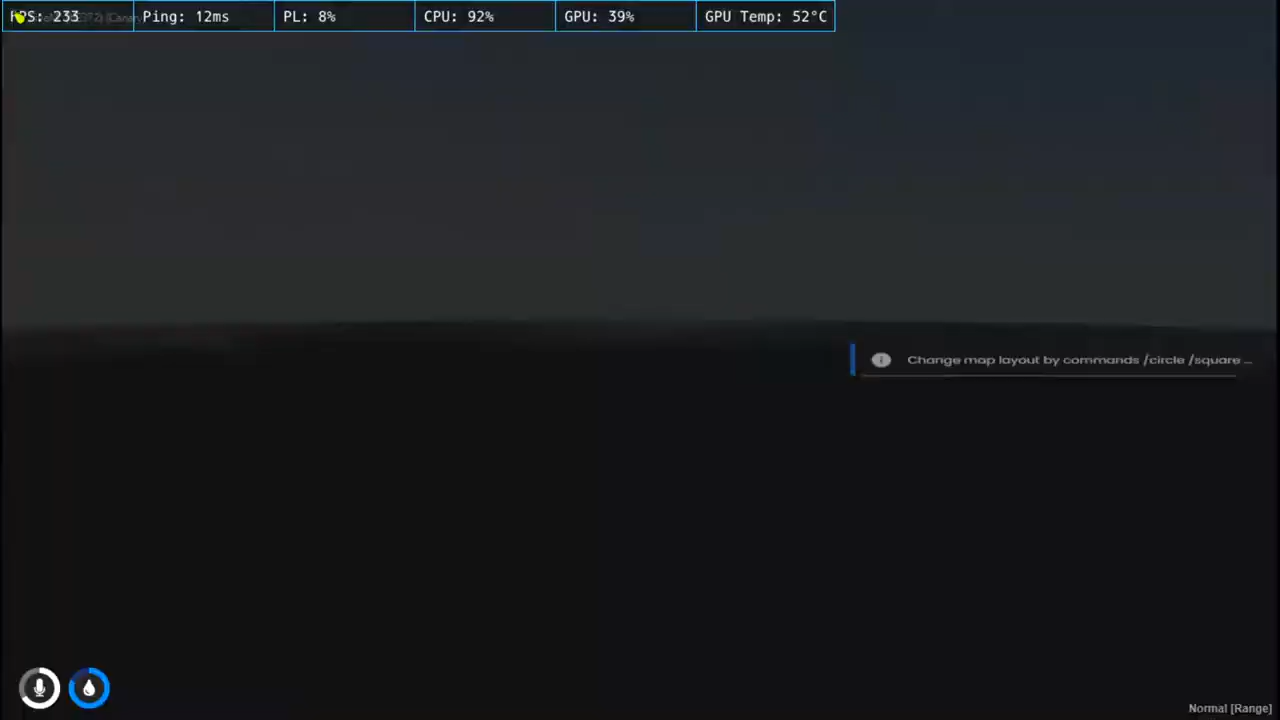 FPS: 233 Ping: 12ms PL: 8% CPU: 92% GPU: 39% GPU Temp: 52°C
Change map layout by commands /circle /square ...
Normal [Range]